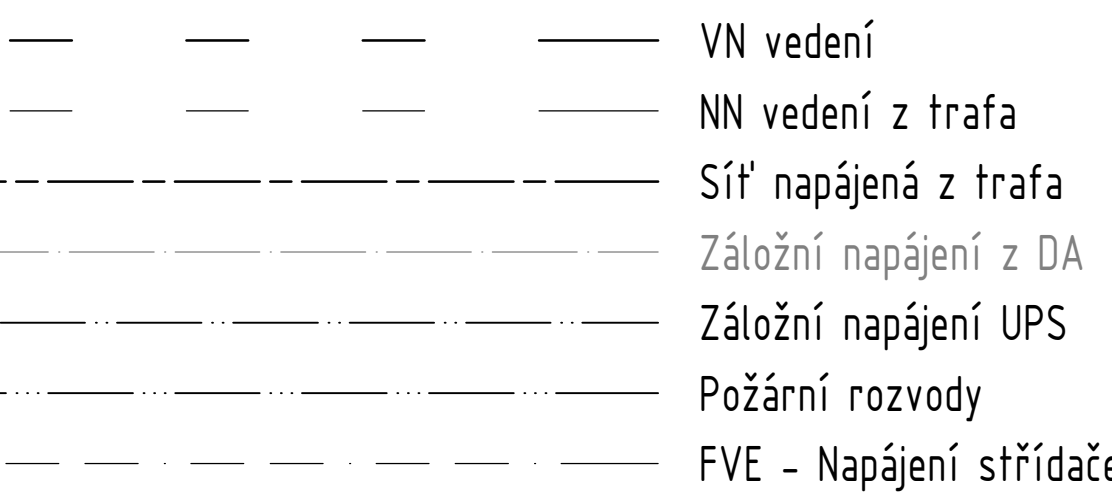 VN vedení
NN vedení z trafa
Síť napájená z trafa
Záložní napájení z DA
Záložní napájení UPS
Požární rozvody
FVE - Napájení střídače